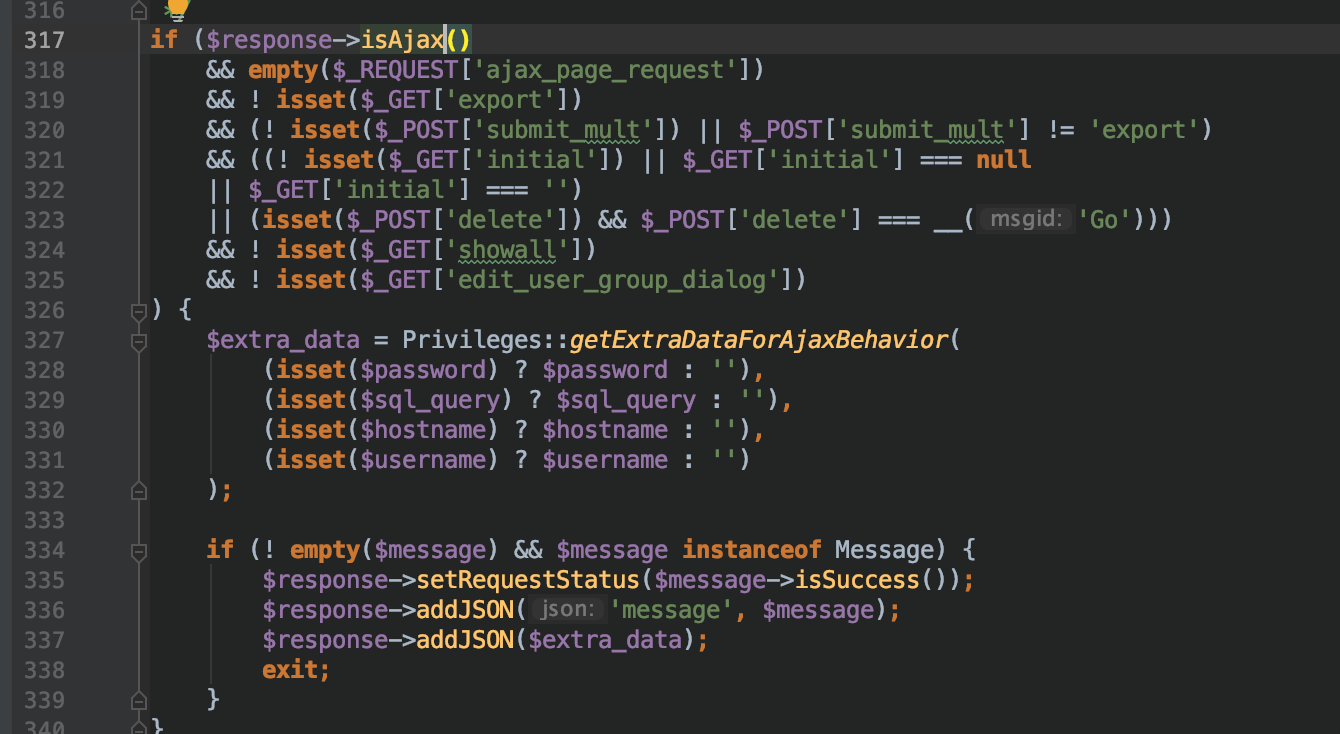 316
317 if ($response->isAjax()
318 && empty($_REQUEST['ajax_page_request'])
319 && ! isset($_GET['export'])
320 && (! isset($_POST['submit_mult']) || $_POST['submit_mult'] != 'export')
321 && ((! isset($_GET['initial']) || $_GET['initial'] === null
322 || $_GET['initial'] === '')
323 || (isset($_POST['delete']) && $_POST['delete'] === __( msgid: 'Go')))
324 && ! isset($_GET['showall'])
325 && ! isset($_GET['edit_user_group_dialog'])
326 ) {
327 $extra_data = Privileges::getExtraDataForAjaxBehavior(
328 (isset($password) ? $password : ''),
329 (isset($sql_query) ? $sql_query : ''),
330 (isset($hostname) ? $hostname : ''),
331 (isset($username) ? $username : '')
332 );
333
334 if (! empty($message) && $message instanceof Message) {
335 $response->setRequestStatus($message->isSuccess());
336 $response->addJSON( json: 'message', $message);
337 $response->addJSON($extra_data);
338 exit;
339 }
340 }